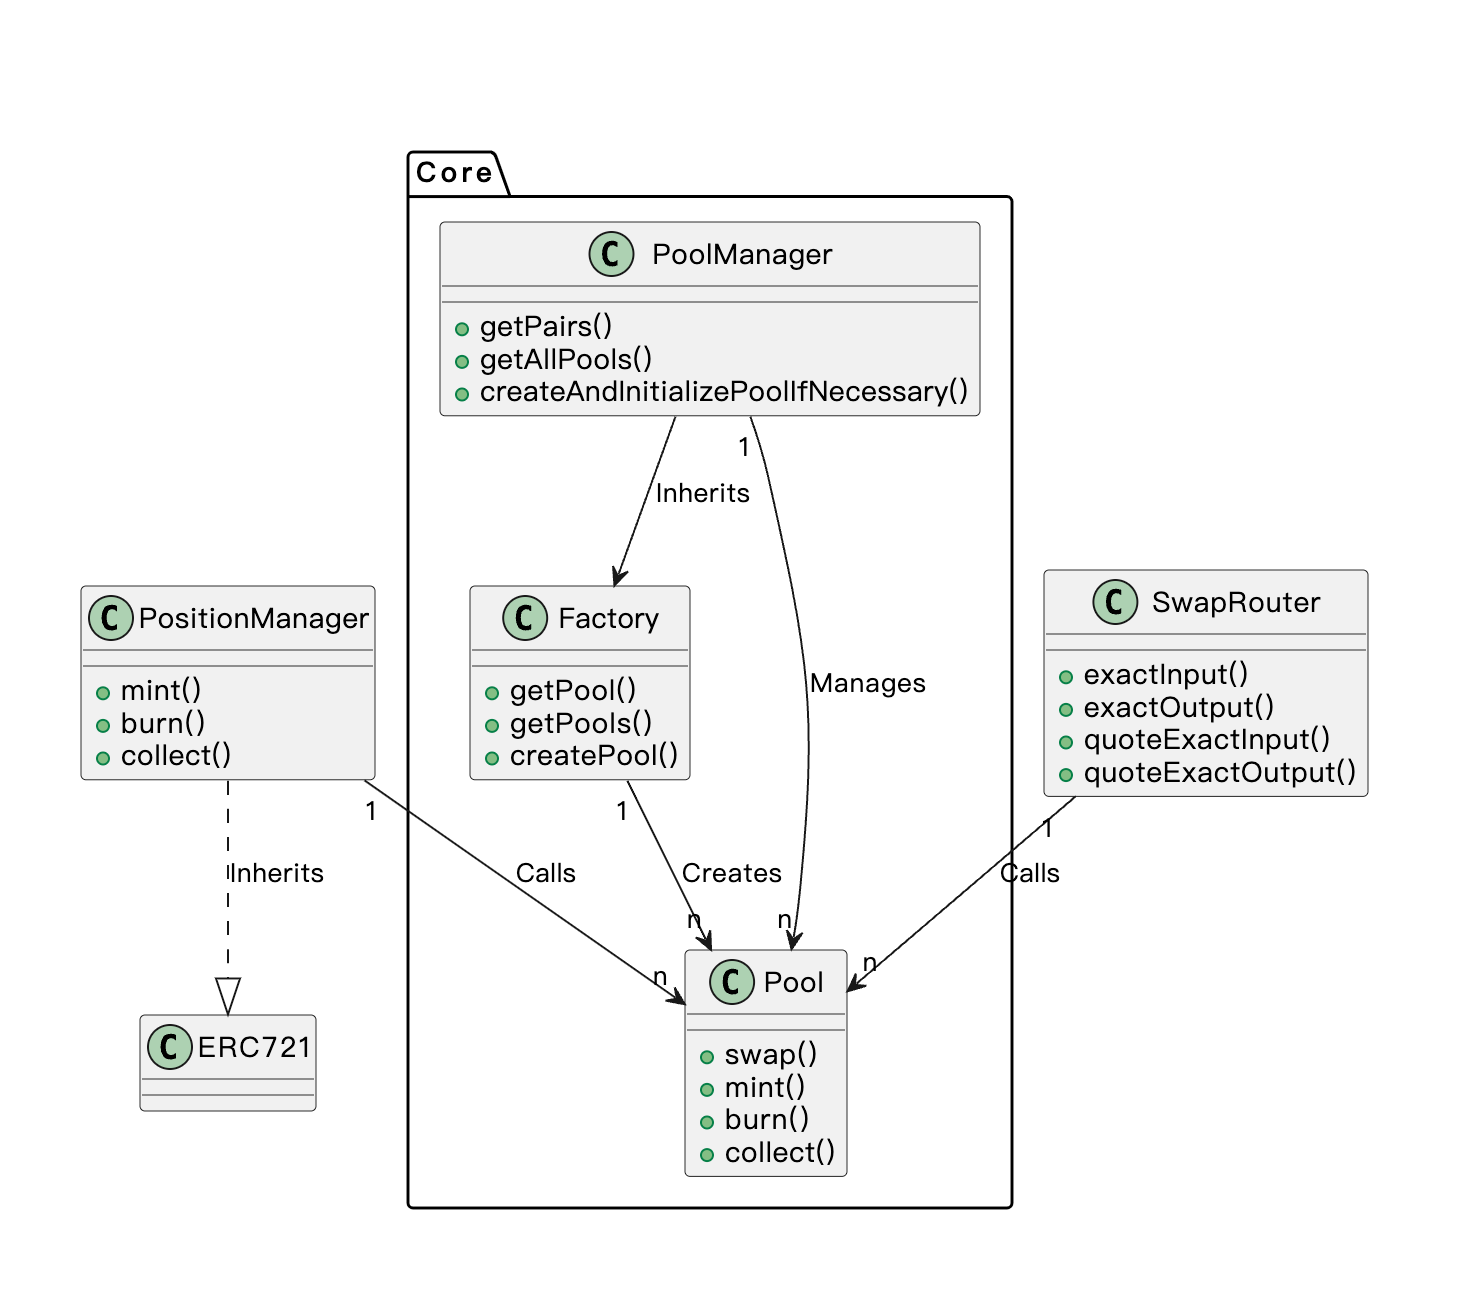 Core
C PoolManager
getPairs()
getAllPools()
createAndInitializePoolIfNecessary()
1
Inherits
Manages
C PositionManager
mint()
burn()
collect()
C Factory
getPool()
getPools()
createPool()
C SwapRouter
exactInput()
exactOutput()
quoteExactInput()
quoteExactOutput()
1
1
1
Inherits
Calls
Creates
Calls
n
n
n
n
C ERC721
C Pool
swap()
mint()
burn()
collect()